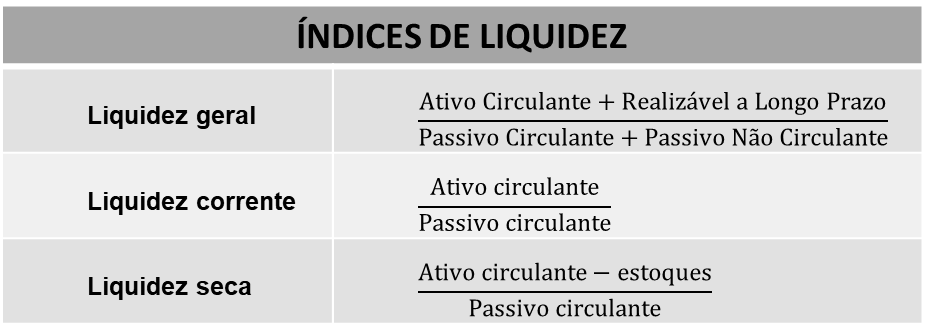 ÍNDICES DE LIQUIDEZ
Liquidez geral
Ativo Circulante + Realizável a Longo Prazo
Passivo Circulante + Passivo Não Circulante
Liquidez corrente
Ativo circulante
Passivo circulante
Liquidez seca
Ativo circulante − estoques
Passivo circulante